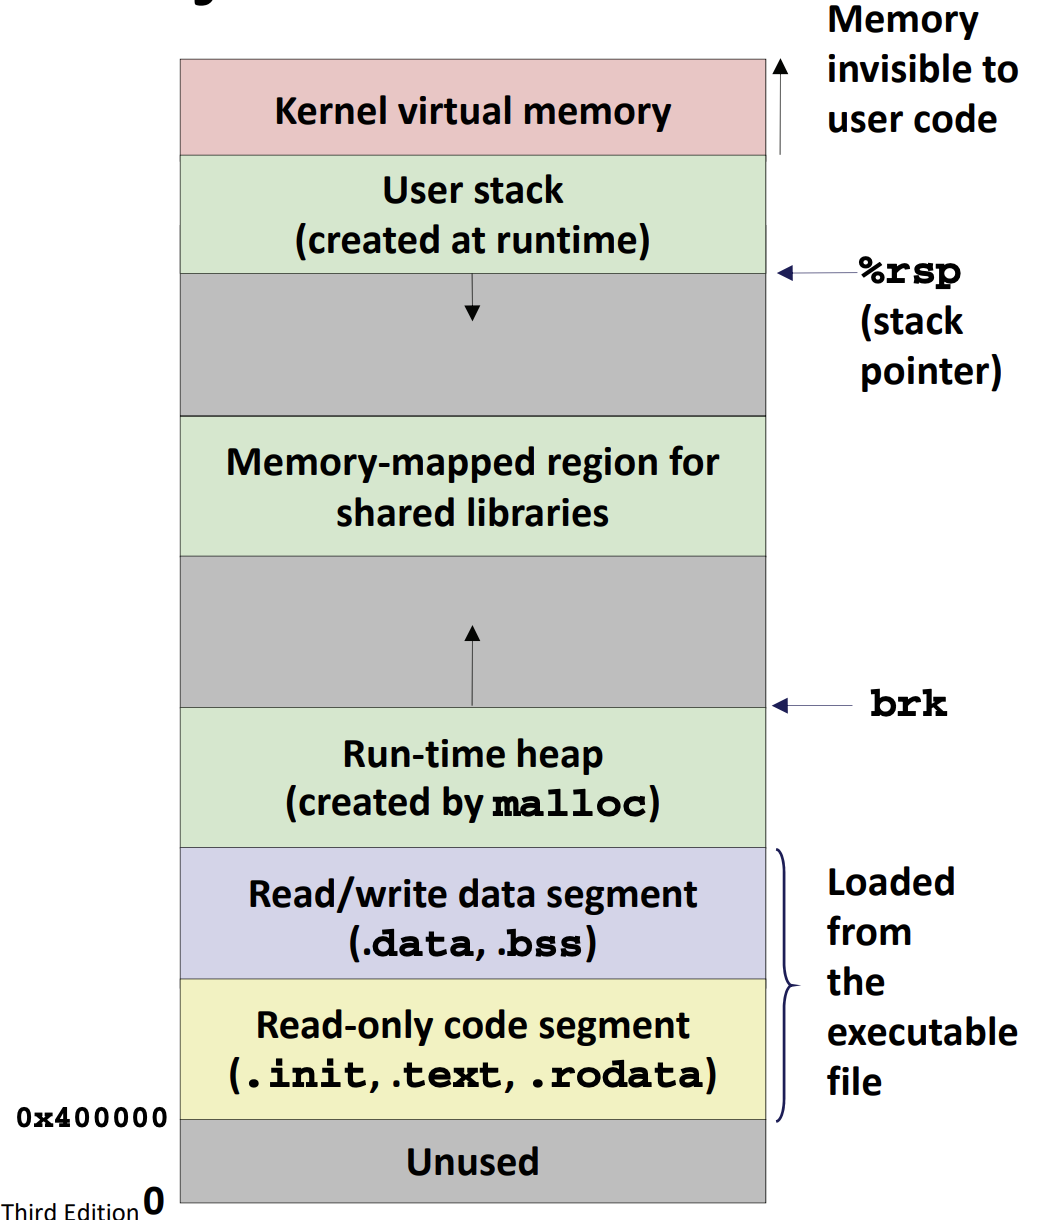 Memory
invisible to
user code
Kernel virtual memory
User stack
(created at runtime)
%rsp
(stack
pointer)
Memory-mapped region for
shared libraries
brk
Run-time heap
(created by malloc)
Read/write data segment
(.data, .bss)
Read-only code segment
(.init, .text, .rodata)
Loaded
from
the
executable
file
0x400000
Unused
0
Third Edition